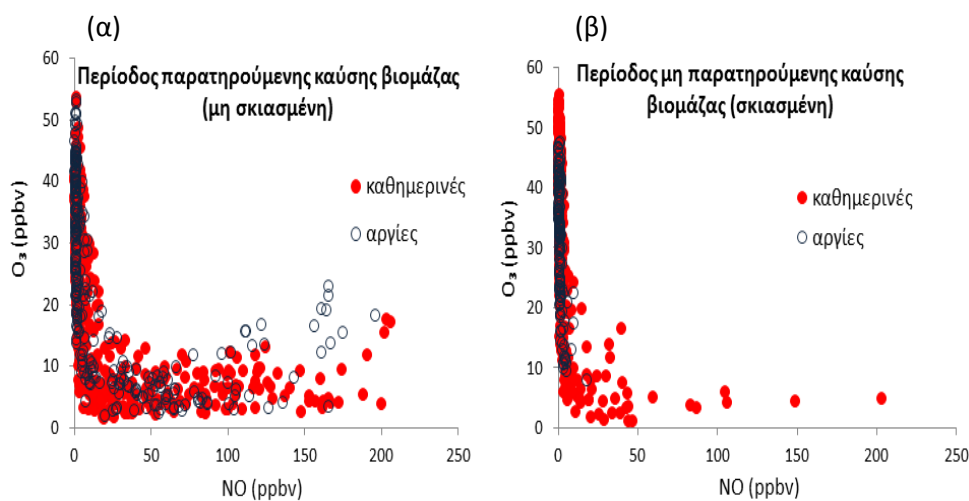 (α)
Περίοδος παρατηρούμενης καύσης βιομάζας
(μη σκιασμένη)
O₃ (ppbv)
60
50
40
30
20
10
0
καθημερινές
αργίες
0 50 100 150 200 250
NO (ppbv)
(β)
Περίοδος μη παρατηρούμενης καύσης
βιομάζας (σκιασμένη)
O₃ (ppbv)
60
50
40
30
20
10
0
καθημερινές
αργίες
0 50 100 150 200 250
NO (ppbv)